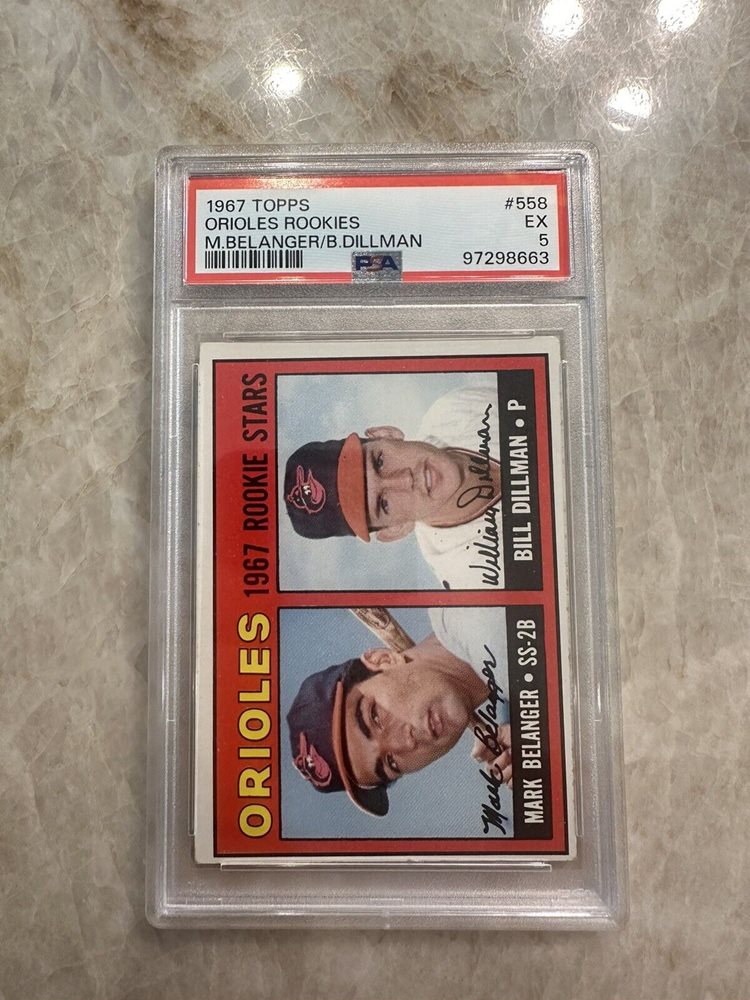 1967 TOPPS #558
ORIOLES ROOKIES EX
M.BELANGER/B.DILLMAN 5
PSA 97298663
ORIOLES 1967 ROOKIE STARS
Mark Belanger
MARK BELANGER • SS-2B
William Dillman
BILL DILLMAN • P